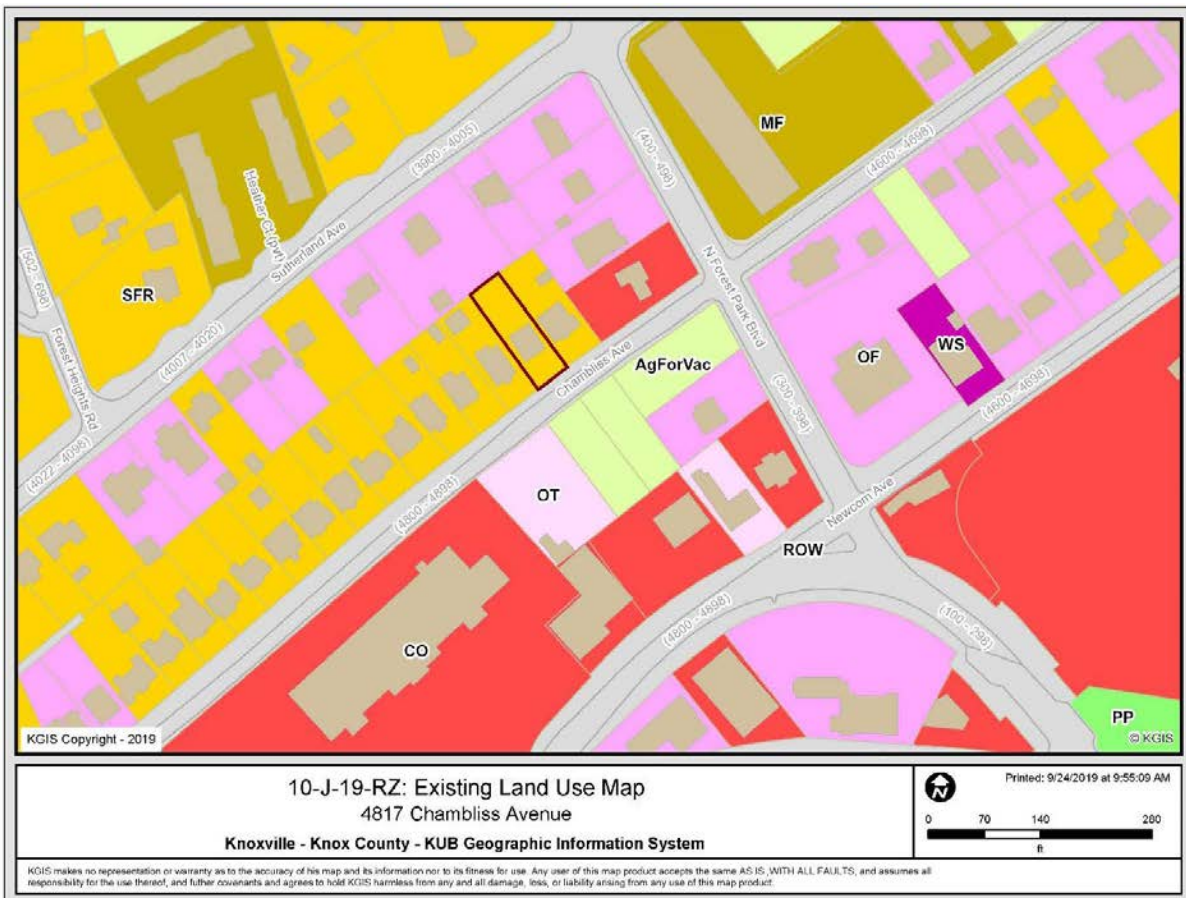 MF
(3900 - 4005)
(400 - 498)
(4600 - 4698)
Heather Ct (pvt)
Sutherland Ave
(502 - 698)
SFR
N Forest Park Blvd
Forest Heights Rd
(4007 - 4020)
Chambliss Ave
AgForVac
OF
WS
(300 - 398)
(4600 - 4698)
(4022 - 4098)
(4800 - 4898)
OT
Newcom Ave
ROW
CO
(4800 - 4898)
(100 - 298)
PP
KGIS Copyright - 2019
© KGIS
10-J-19-RZ: Existing Land Use Map
4817 Chambliss Avenue
Knoxville - Knox County - KUB Geographic Information System
N
Printed: 9/24/2019 at 9:55:09 AM
0 70 140 280
ft
KGIS makes no representation or warranty as to the accuracy of his map and its information nor to its fitness for use. Any user of this map product accepts the same AS IS ,WITH ALL FAULTS, and assumes all
responsibility for the use thereof, and futher covenants and agrees to hold KGIS harmless from any and all damage, loss, or liability arising from any use of this map product.